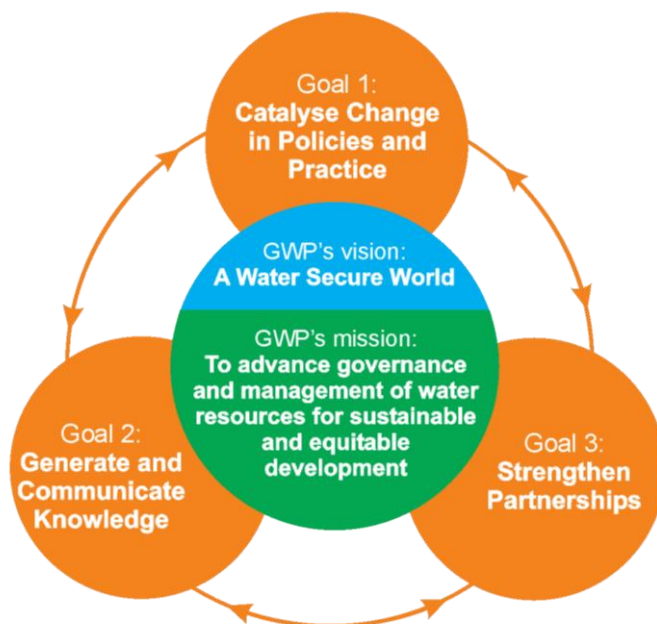 Goal 1:
Catalyse Change
in Policies and
Practice
GWP's vision:
A Water Secure World
GWP's mission:
To advance governance
and management of water
resources for sustainable
and equitable
development
Goal 2:
Generate and
Communicate
Knowledge
Goal 3:
Strengthen
Partnerships